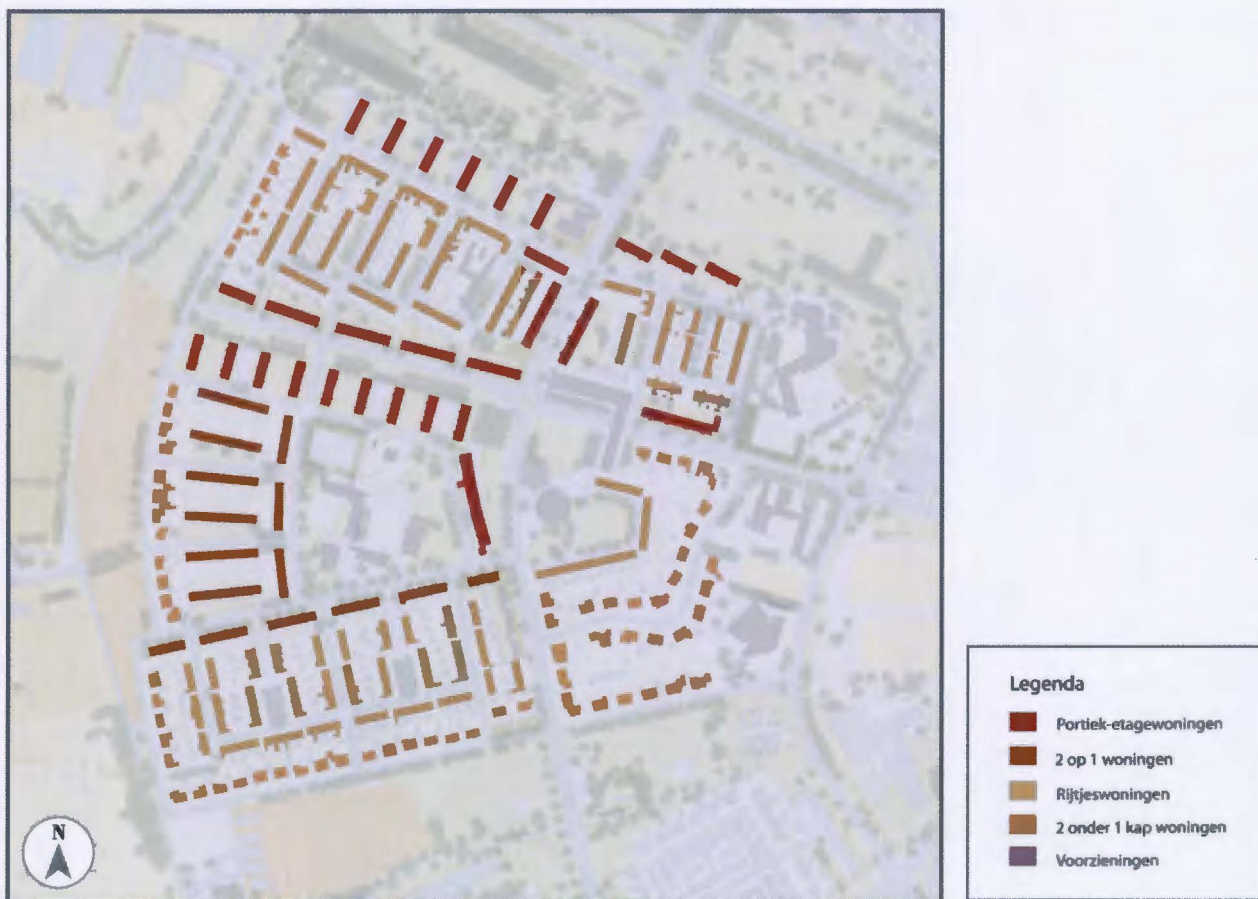 N
Legenda
Portiek-etagewoningen
2 op 1 woningen
Rijtjeswoningen
2 onder 1 kap woningen
Voorzieningen